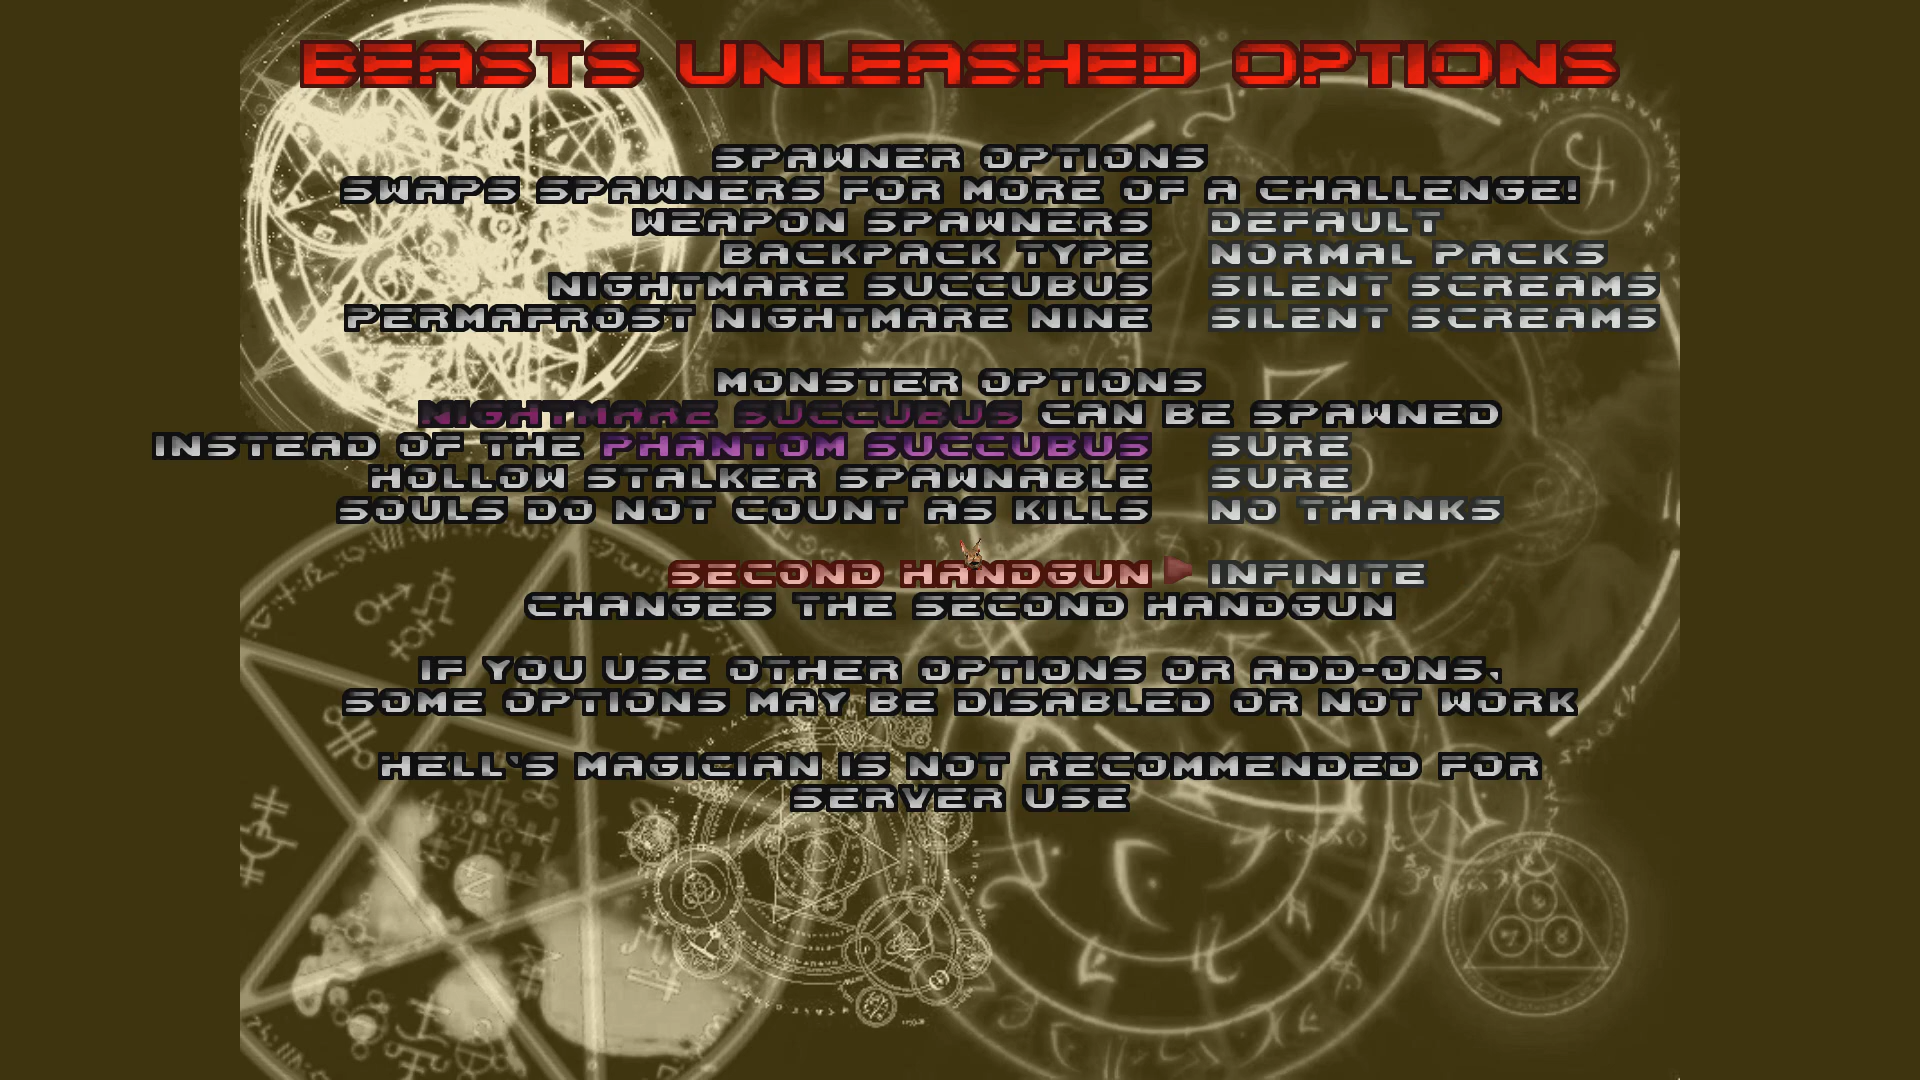 BEASTS UNLEASHED OPTIONS
SPAWNER OPTIONS
SWAPS SPAWNERS FOR MORE OF A CHALLENGE!
WEAPON SPAWNERS DEFAULT
BACKPACK TYPE NORMAL PACKS
NIGHTMARE SUCCUBUS SILENT SCREAMS
PERMAFROST NIGHTMARE NINE SILENT SCREAMS
MONSTER OPTIONS
NIGHTMARE SUCCUBUS CAN BE SPAWNED
INSTEAD OF THE PHANTOM SUCCUBUS SURE
HOLLOW STALKER SPAWNABLE SURE
SOULS DO NOT COUNT AS KILLS NO THANKS
SECOND HANDGUN INFINITE
CHANGES THE SECOND HANDGUN
IF YOU USE OTHER OPTIONS OR ADD-ONS,
SOME OPTIONS MAY BE DISABLED OR NOT WORK
HELL'S MAGICIAN IS NOT RECOMMENDED FOR
SERVER USE